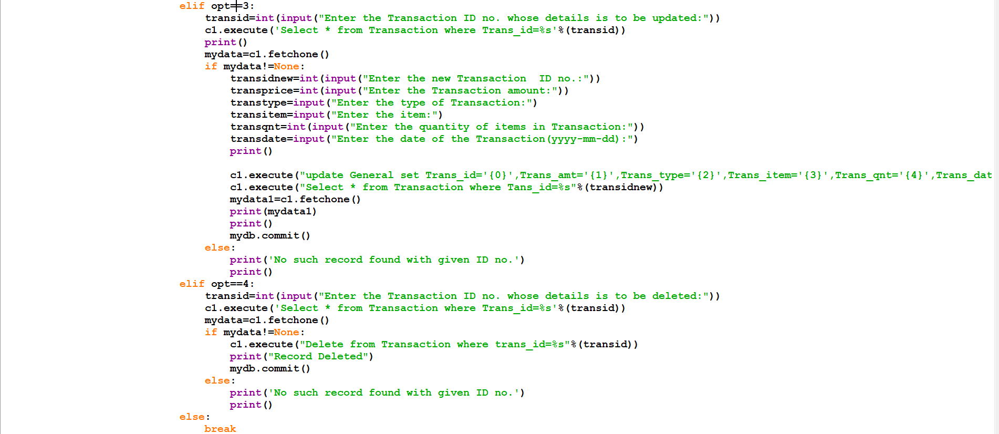 elif opt==3:
transid=int(input("Enter the Transaction ID no. whose details is to be updated:"))
c1.execute('Select * from Transaction where Trans_id=%s'%(transid))
print()
mydata=c1.fetchone()
if mydata!=None:
transidnew=int(input("Enter the new Transaction  ID no.:"))
transprice=int(input("Enter the Transaction amount:"))
transtype=input("Enter the type of Transaction:")
transitem=input("Enter the item:")
transqnt=int(input("Enter the quantity of items in Transaction:"))
transdate=input("Enter the date of the Transaction(yyyy-mm-dd):")
print()
c1.execute("update General set Trans_id='{0}',Trans_amt='{1}',Trans_type='{2}',Trans_item='{3}',Trans_qnt='{4}',Trans_dat
c1.execute("Select * from Transaction where Tans_id=%s"%(transidnew))
mydata1=c1.fetchone()
print(mydata1)
print()
mydb.commit()
else:
print('No such record found with given ID no.')
print()
elif opt==4:
transid=int(input("Enter the Transaction ID no. whose details is to be deleted:"))
c1.execute('Select * from Transaction where Trans_id=%s'%(transid))
mydata=c1.fetchone()
if mydata!=None:
c1.execute("Delete from Transaction where trans_id=%s"%(transid))
print("Record Deleted")
mydb.commit()
else:
print('No such record found with given ID no.')
print()
else:
break